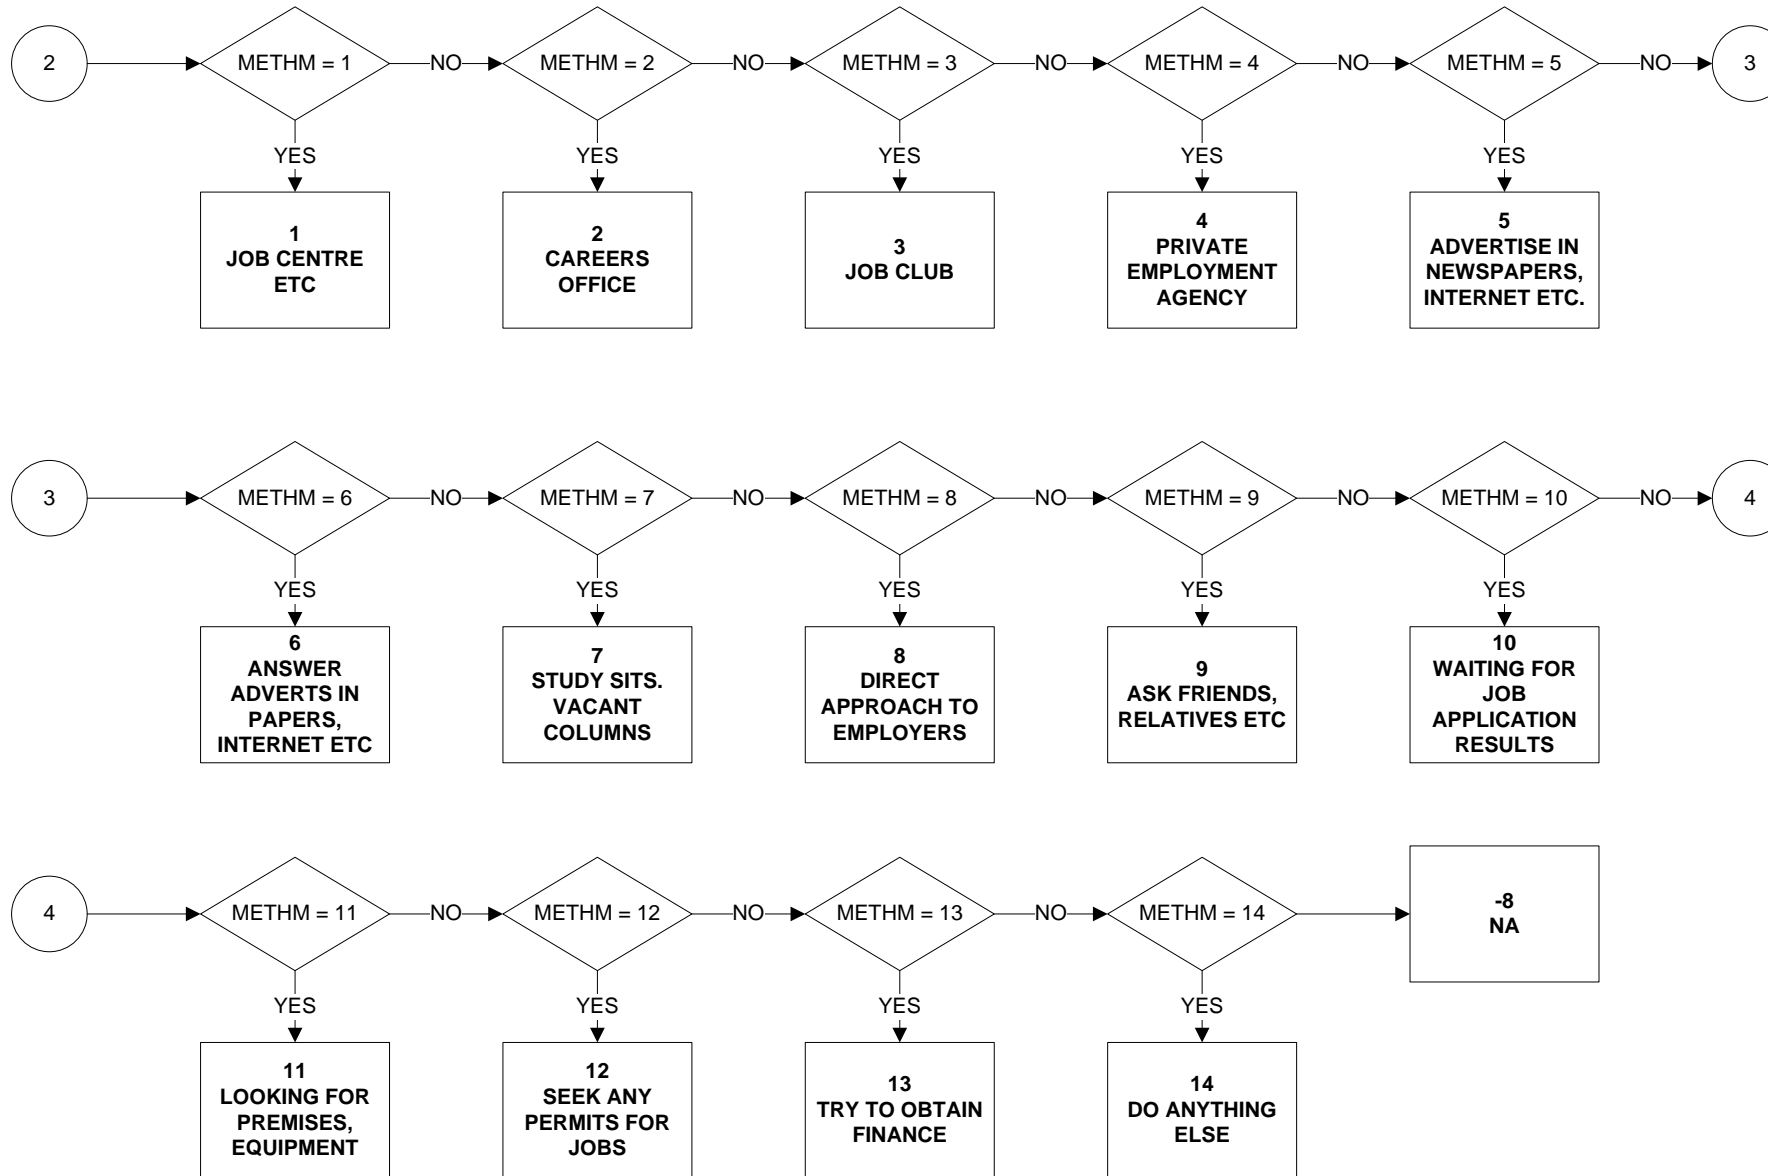 2
METHM = 1
NO
METHM = 2
NO
METHM = 3
NO
METHM = 4
NO
METHM = 5
NO
3
YES
YES
YES
YES
YES
1
JOB CENTRE
ETC
2
CAREERS
OFFICE
3
JOB CLUB
4
PRIVATE
EMPLOYMENT
AGENCY
5
ADVERTISE IN
NEWSPAPERS,
INTERNET ETC.
3
METHM = 6
NO
METHM = 7
NO
METHM = 8
NO
METHM = 9
NO
METHM = 10
NO
4
YES
YES
YES
YES
YES
6
ANSWER
ADVERTS IN
PAPERS,
INTERNET ETC
7
STUDY SITS.
VACANT
COLUMNS
8
DIRECT
APPROACH TO
EMPLOYERS
9
ASK FRIENDS,
RELATIVES ETC
10
WAITING FOR
JOB
APPLICATION
RESULTS
4
METHM = 11
NO
METHM = 12
NO
METHM = 13
NO
METHM = 14
-8
NA
YES
YES
YES
YES
11
LOOKING FOR
PREMISES,
EQUIPMENT
12
SEEK ANY
PERMITS FOR
JOBS
13
TRY TO OBTAIN
FINANCE
14
DO ANYTHING
ELSE